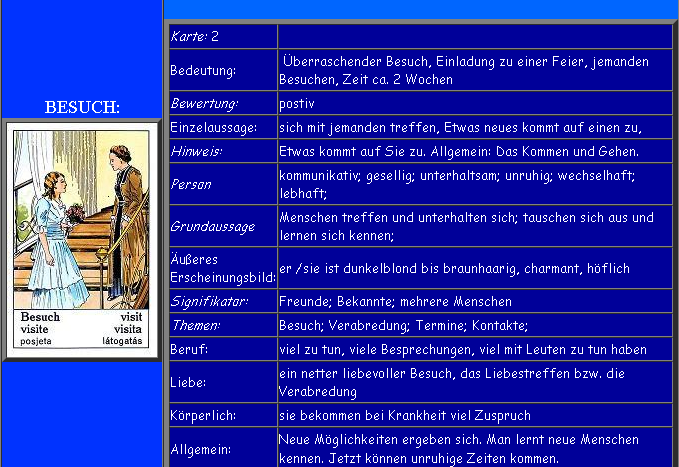 BESUCH:
Besuch visit
visite visita
posjeta látogatás
Karte: 2
Bedeutung: Überraschender Besuch, Einladung zu einer Feier, jemanden
Besuchen, Zeit ca. 2 Wochen
Bewertung: postiv
Einzelaussage: sich mit jemanden treffen, Etwas neues kommt auf einen zu,
Hinweis: Etwas kommt auf Sie zu. Allgemein: Das Kommen und Gehen.
Person kommunikativ; gesellig; unterhaltsam; unruhig; wechselhaft;
lebhaft;
Grundaussage Menschen treffen und unterhalten sich; tauschen sich aus und
lernen sich kennen;
Äußeres
Erscheinungsbild: er /sie ist dunkelblond bis braunhaarig, charmant, höflich
Signifikator: Freunde; Bekannte; mehrere Menschen
Themen: Besuch; Verabredung; Termine; Kontakte;
Beruf: viel zu tun, viele Besprechungen, viel mit Leuten zu tun haben
Liebe: ein netter liebevoller Besuch, das Liebestreffen bzw. die
Verabredung
Körperlich: sie bekommen bei Krankheit viel Zuspruch
Allgemein: Neue Möglichkeiten ergeben sich. Man lernt neue Menschen
kennen. Jetzt können unruhige Zeiten kommen.